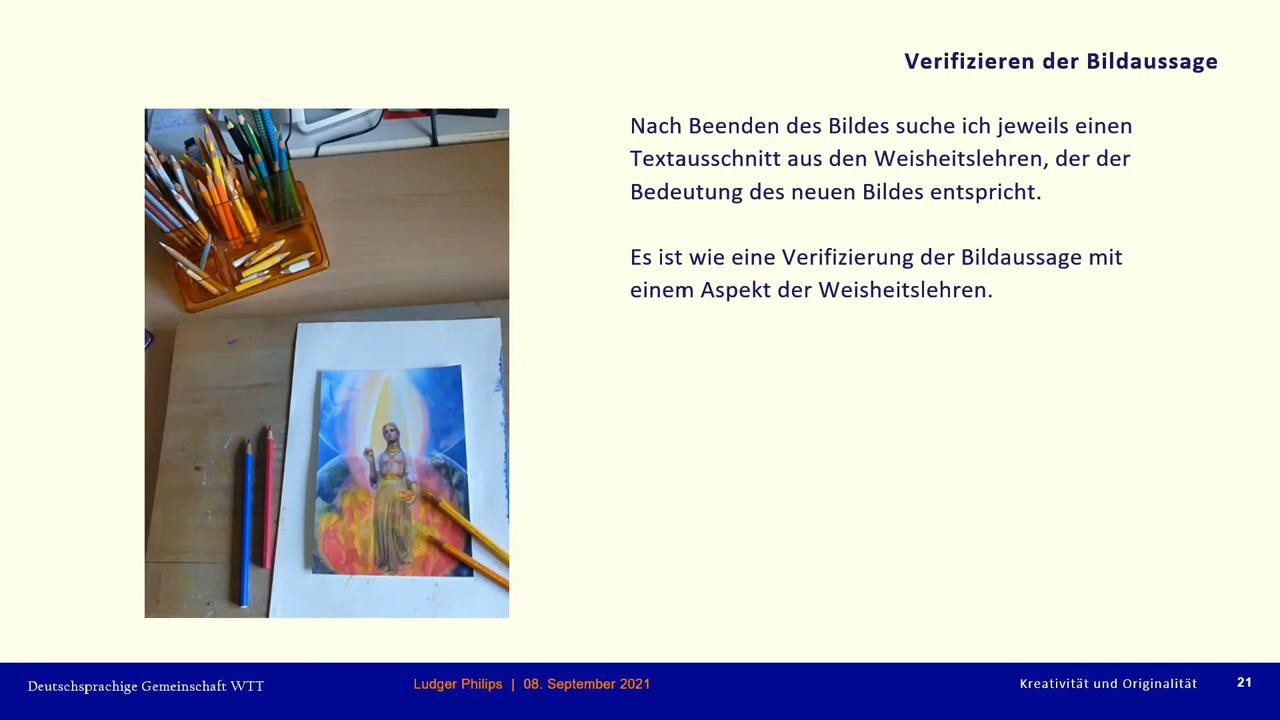 Verifizieren der Bildaussage
Nach Beenden des Bildes suche ich jeweils einen
Textausschnitt aus den Weisheitslehren, der der
Bedeutung des neuen Bildes entspricht.
Es ist wie eine Verifizierung der Bildaussage mit
einem Aspekt der Weisheitslehren.
Deutschsprachige Gemeinschaft WTT
Ludger Philips | 08. September 2021
Kreativität und Originalität
21